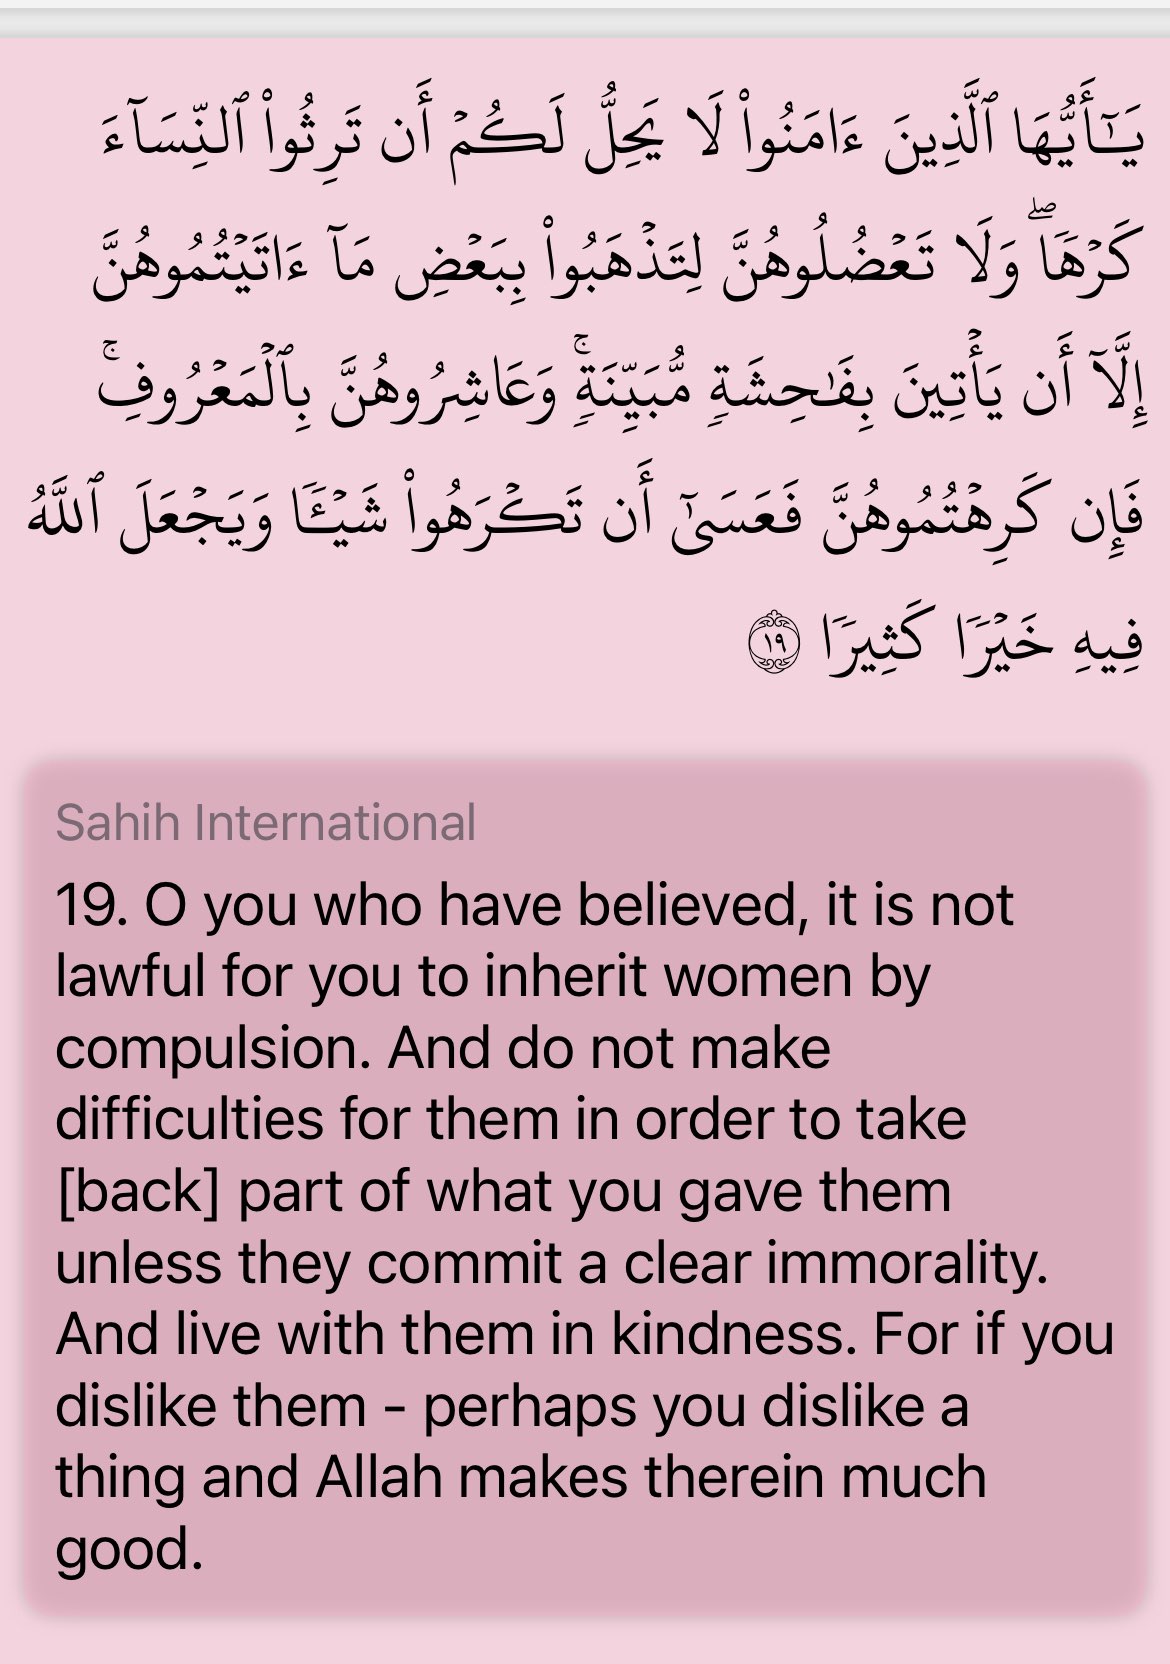 يَـٰٓأَيُّهَا ٱلَّذِينَ ءَامَنُوا۟ لَا يَحِلُّ لَكُمْ أَن تَرِثُوا۟ ٱلنِّسَآءَ
كَرْهًۭا ۖ وَلَا تَعْضُلُوهُنَّ لِتَذْهَبُوا۟ بِبَعْضِ مَآ ءَاتَيْتُمُوهُنَّ
إِلَّآ أَن يَأْتِينَ بِفَـٰحِشَةٍۢ مُّبَيِّنَةٍۢ ۚ وَعَاشِرُوهُنَّ بِٱلْمَعْرُوفِ ۚ
فَإِن كَرِهْتُمُوهُنَّ فَعَسَىٰٓ أَن تَكْرَهُوا۟ شَيْـًۭٔا وَيَجْعَلَ ٱللَّهُ
فِيهِ خَيْرًۭا كَثِيرًۭا ١٩
Sahih International
19. O you who have believed, it is not
lawful for you to inherit women by
compulsion. And do not make
difficulties for them in order to take
[back] part of what you gave them
unless they commit a clear immorality.
And live with them in kindness. For if you
dislike them - perhaps you dislike a
thing and Allah makes therein much
good.